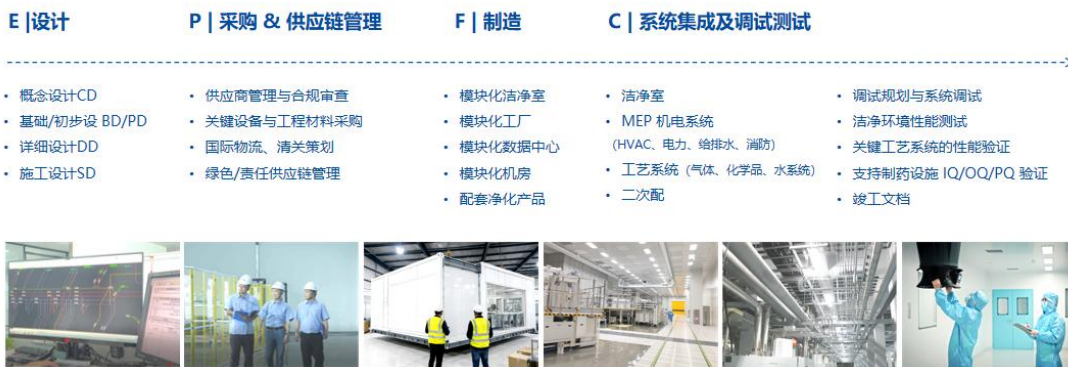 E |设计
P | 采购 & 供应链管理
F | 制造
C | 系统集成及调试测试
• 概念设计CD
• 基础/初步设 BD/PD
• 详细设计DD
• 施工设计SD
• 供应商管理与合规审查
• 关键设备与工程材料采购
• 国际物流、清关策划
• 绿色/责任供应链管理
• 模块化洁净室
• 模块化工厂
• 模块化数据中心
• 模块化机房
• 配套净化产品
• 洁净室
• MEP 机电系统
(HVAC、电力、给排水、消防)
• 工艺系统 (气体、化学品、水系统)
• 二次配
• 调试规划与系统调试
• 洁净环境性能测试
• 关键工艺系统的性能验证
• 支持制药设施 IQ/OQ/PQ 验证
• 竣工文档